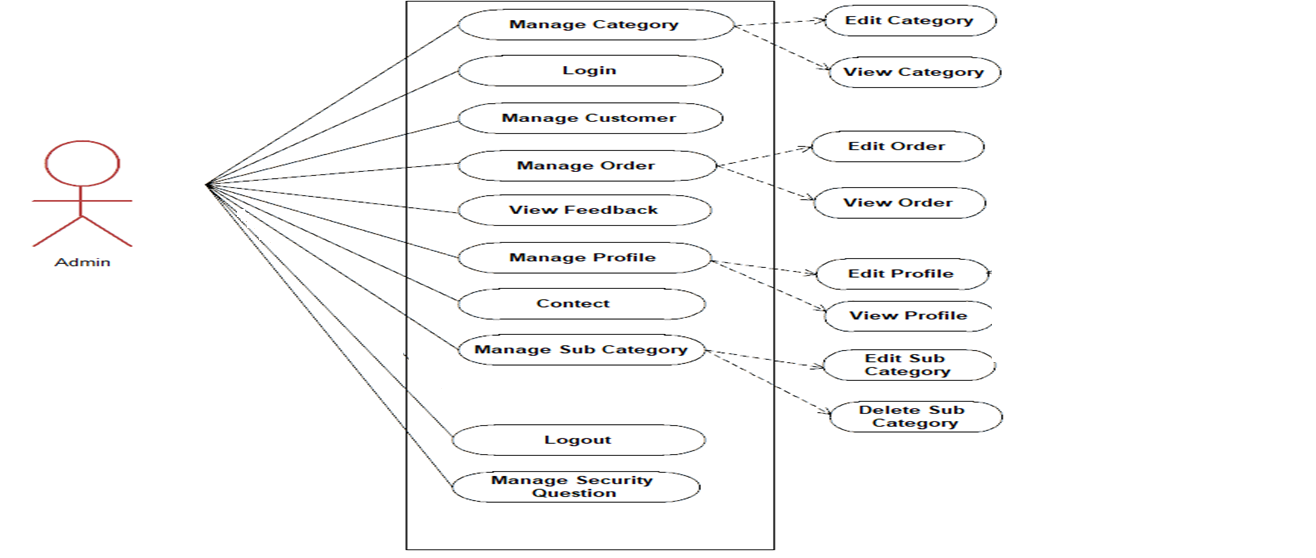 Manage Category
Edit Category
Login
View Category
Manage Customer
Manage Order
Edit Order
View Feedback
View Order
Admin
Manage Profile
Edit Profile
Contect
View Profile
Manage Sub Category
Edit Sub
Category
Delete Sub
Category
Logout
Manage Security
Question